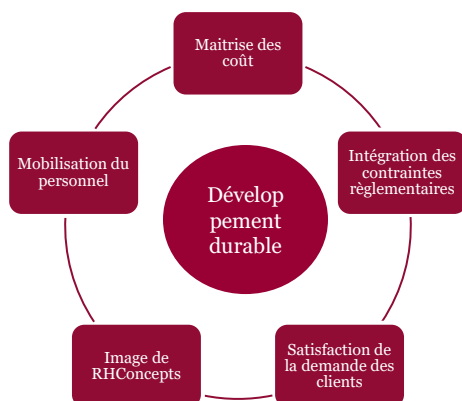 Maitrise des
coût
Mobilisation du
personnel
Intégration des
contraintes
règlementaires
Dévelop
pement
durable
Image de
RHConcepts
Satisfaction de
la demande des
clients